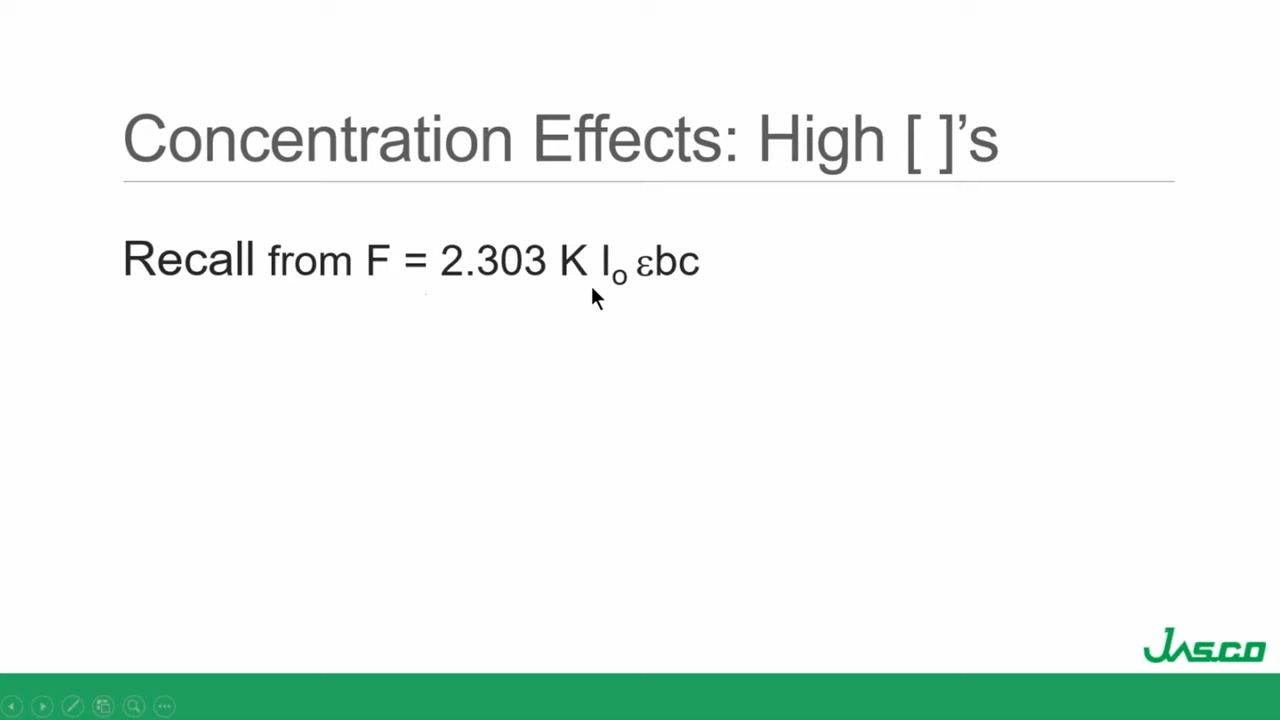 Concentration Effects: High [ ]’s
Recall from F = 2.303 K Iₒ εbc
JASCO